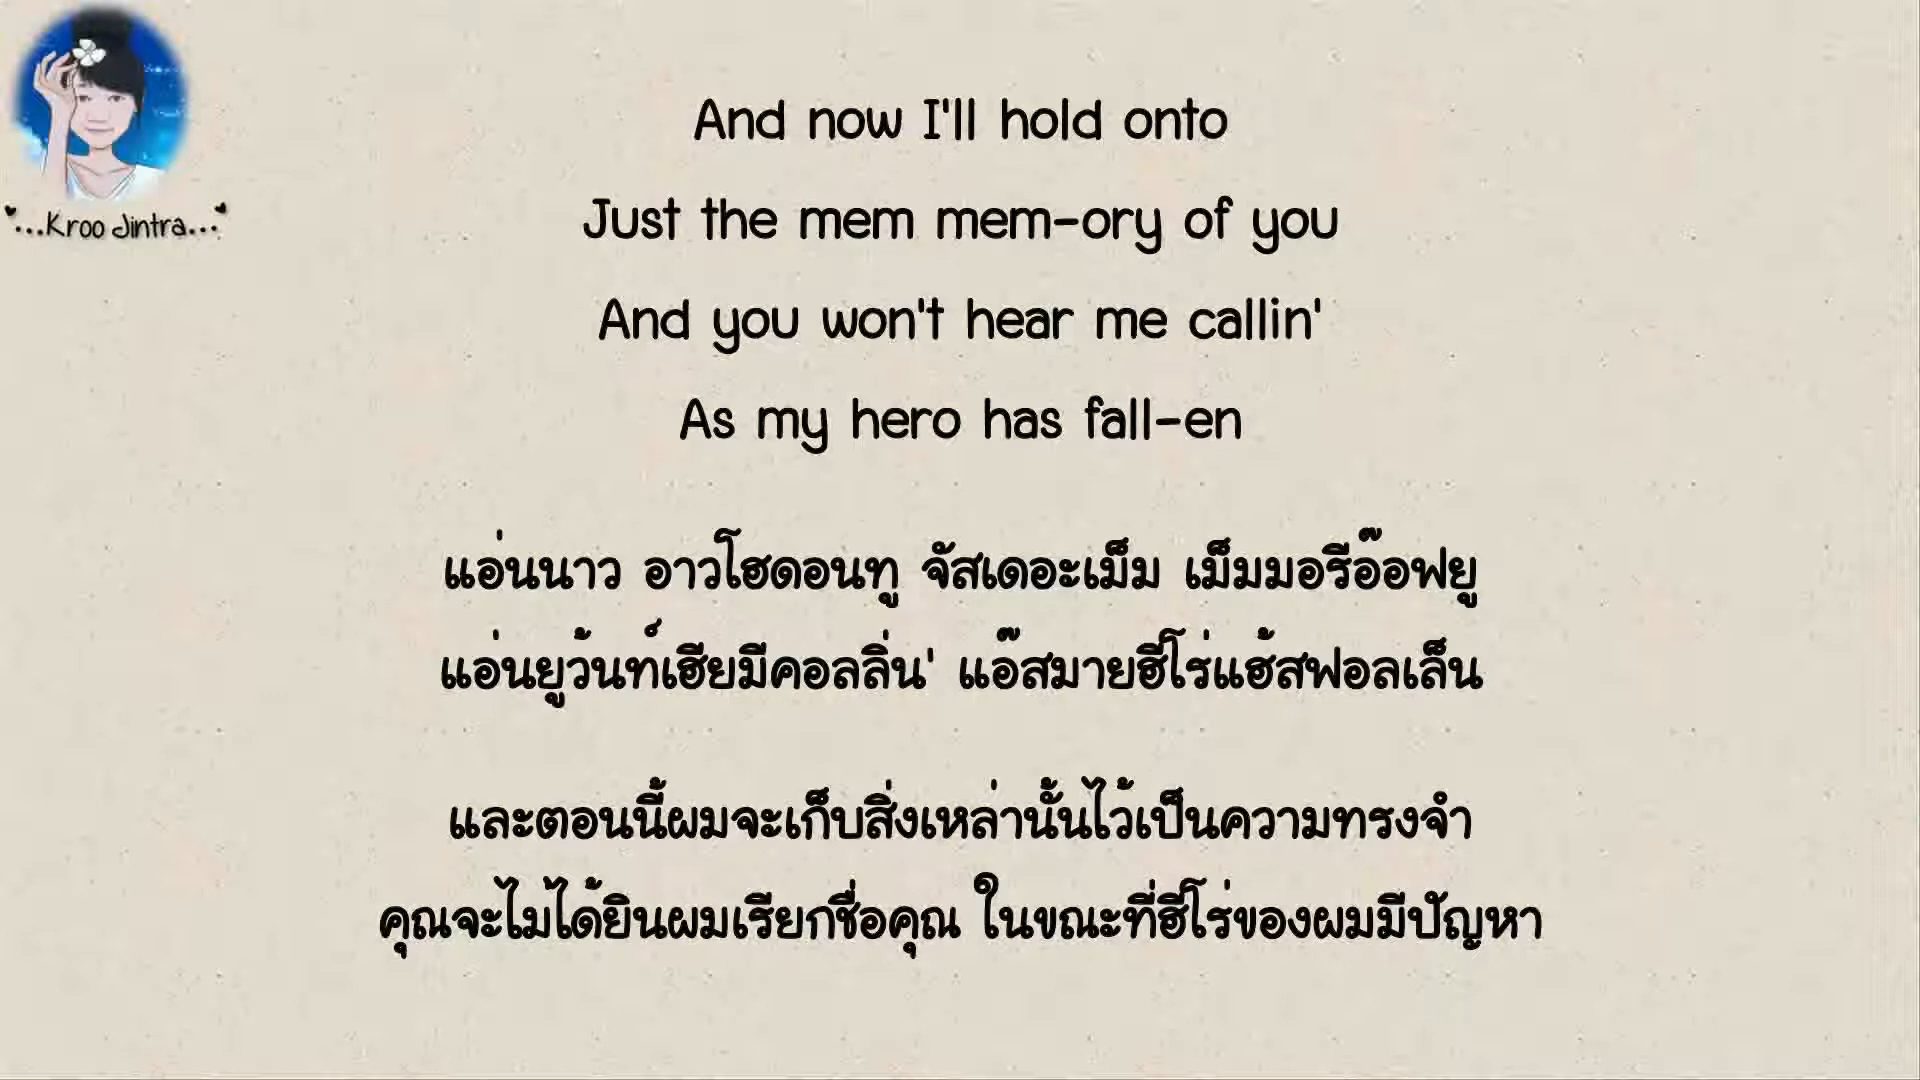 ...Kroo Jintra...
And now I'll hold onto
Just the mem mem-ory of you
And you won't hear me callin'
As my hero has fall-en
แอ่นนาว อาวโฮดอนทู จัสเดอะเม็ม เม็มมอรีอ๊อฟยู
แอ่นยูว้นท์เฮียมีคอลลิ่น' แอ๊สมายฮีโร่แฮ้สฟอลเล็น
และตอนนี้ผมจะเก็บสิ่งเหล่านั้นไว้เป็นความทรงจำ
คุณจะไม่ได้ยินผมเรียกชื่อคุณ ในขณะที่ฮีโร่ของผมมีปัญหา